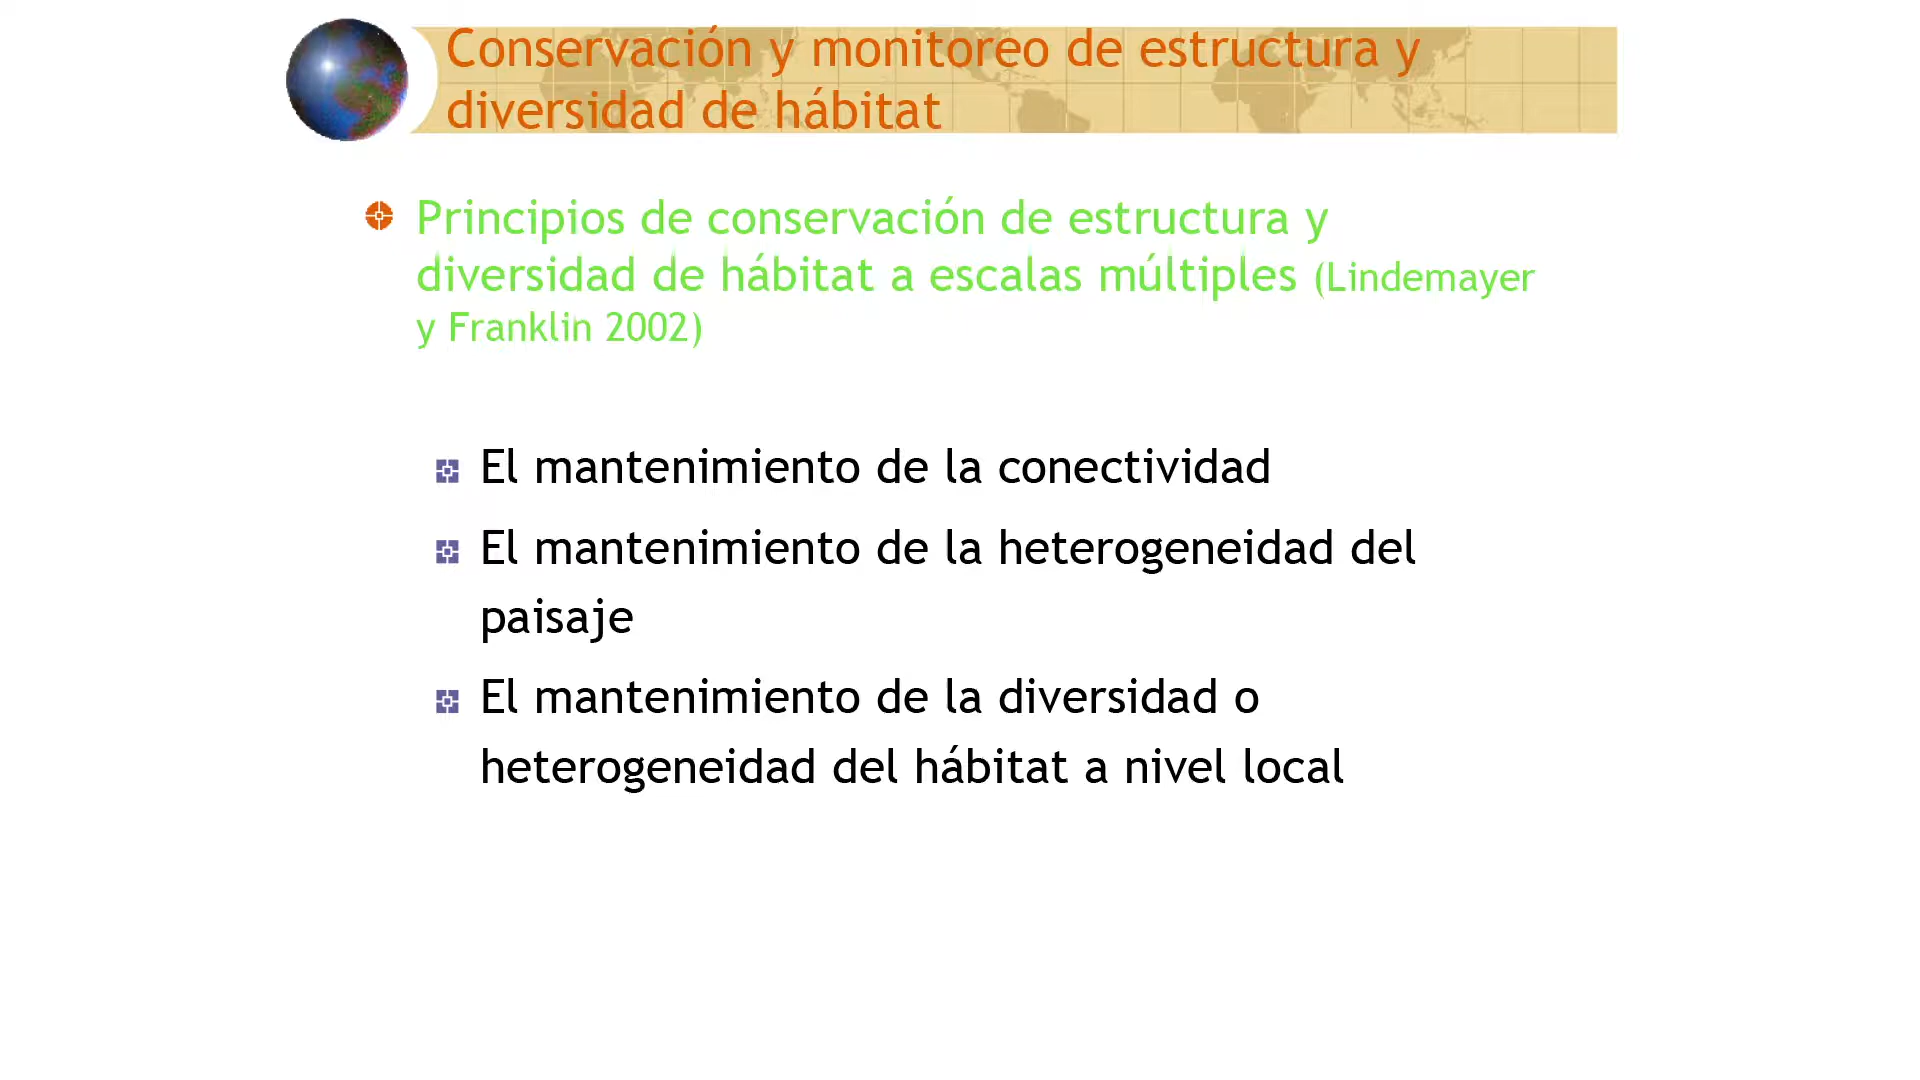 Conservación y monitoreo de estructura y
diversidad de hábitat
Principios de conservación de estructura y
diversidad de hábitat a escalas múltiples (Lindemayer
y Franklin 2002)
El mantenimiento de la conectividad
El mantenimiento de la heterogeneidad del
paisaje
El mantenimiento de la diversidad o
heterogeneidad del hábitat a nivel local